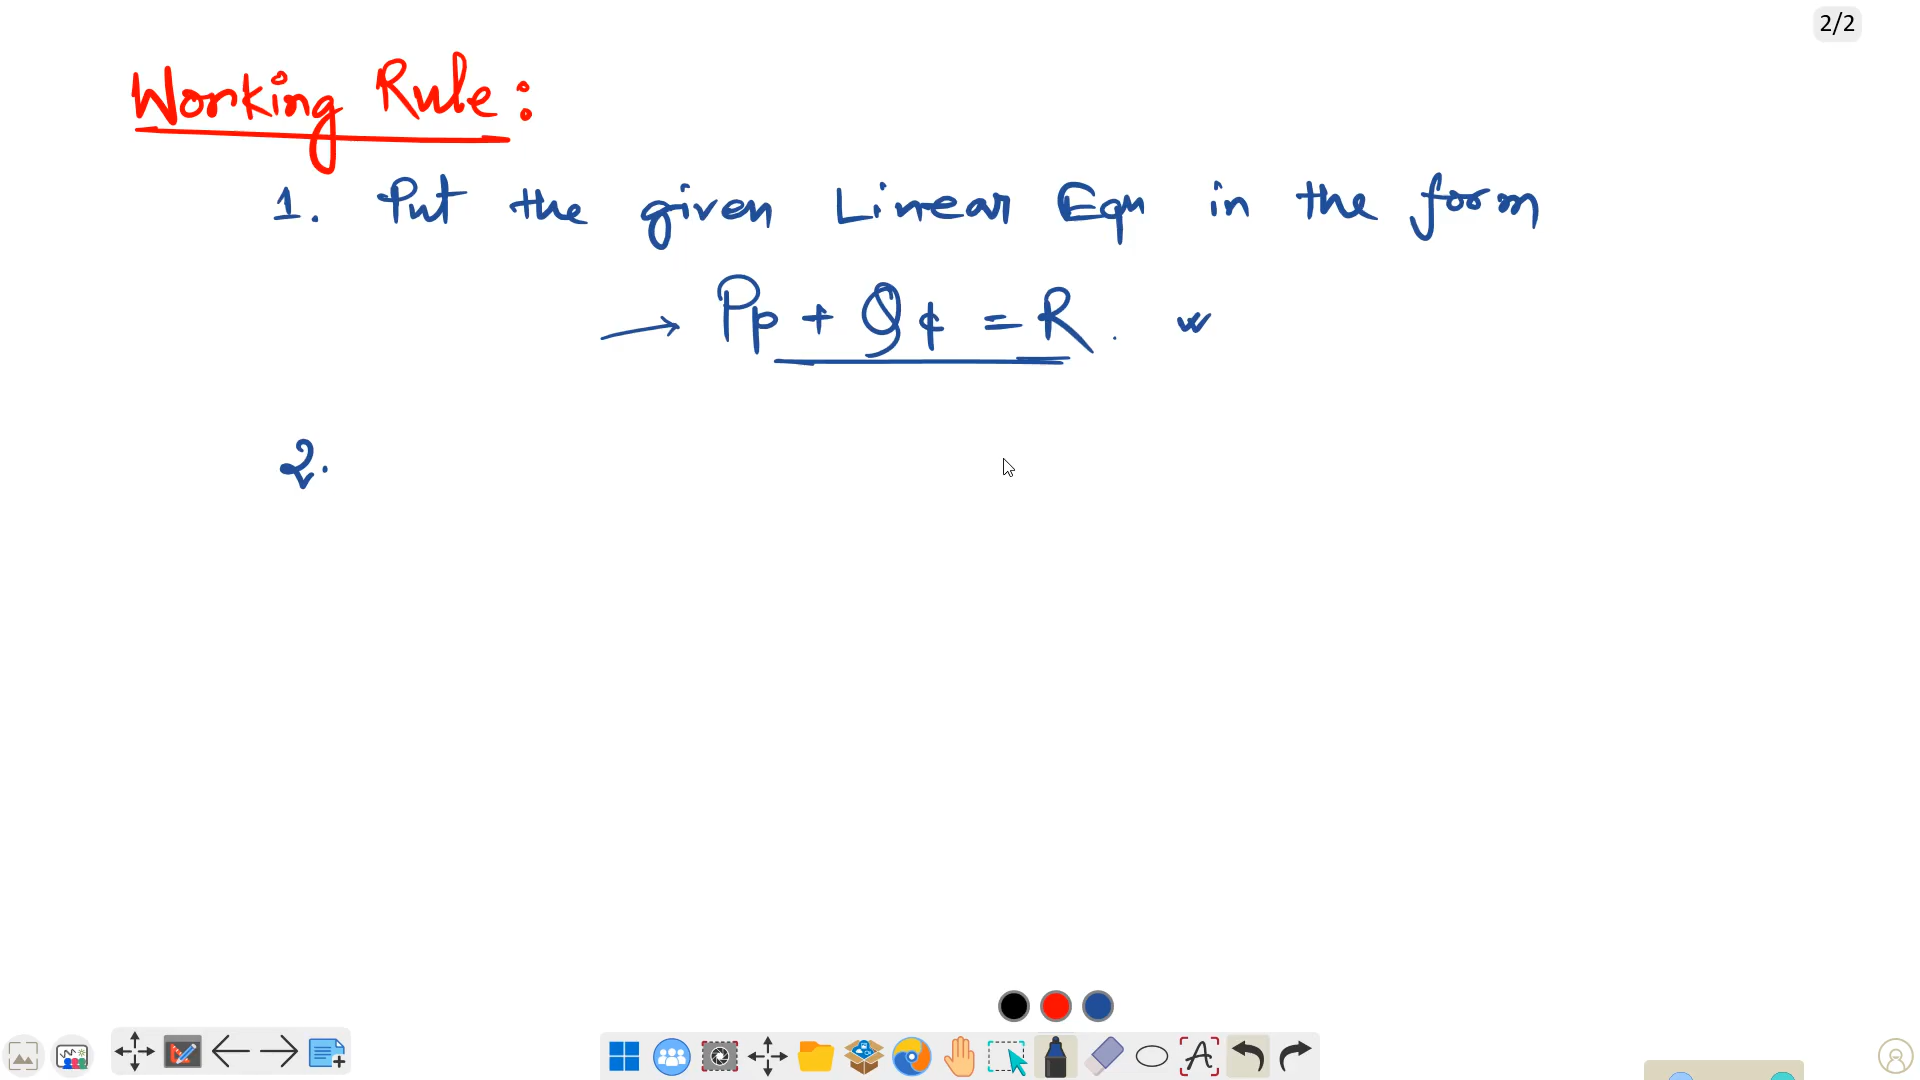 2/2
Working Rule:
1. Put the given Linear Eqn in the form
→ Pp + Qq = R.
2.